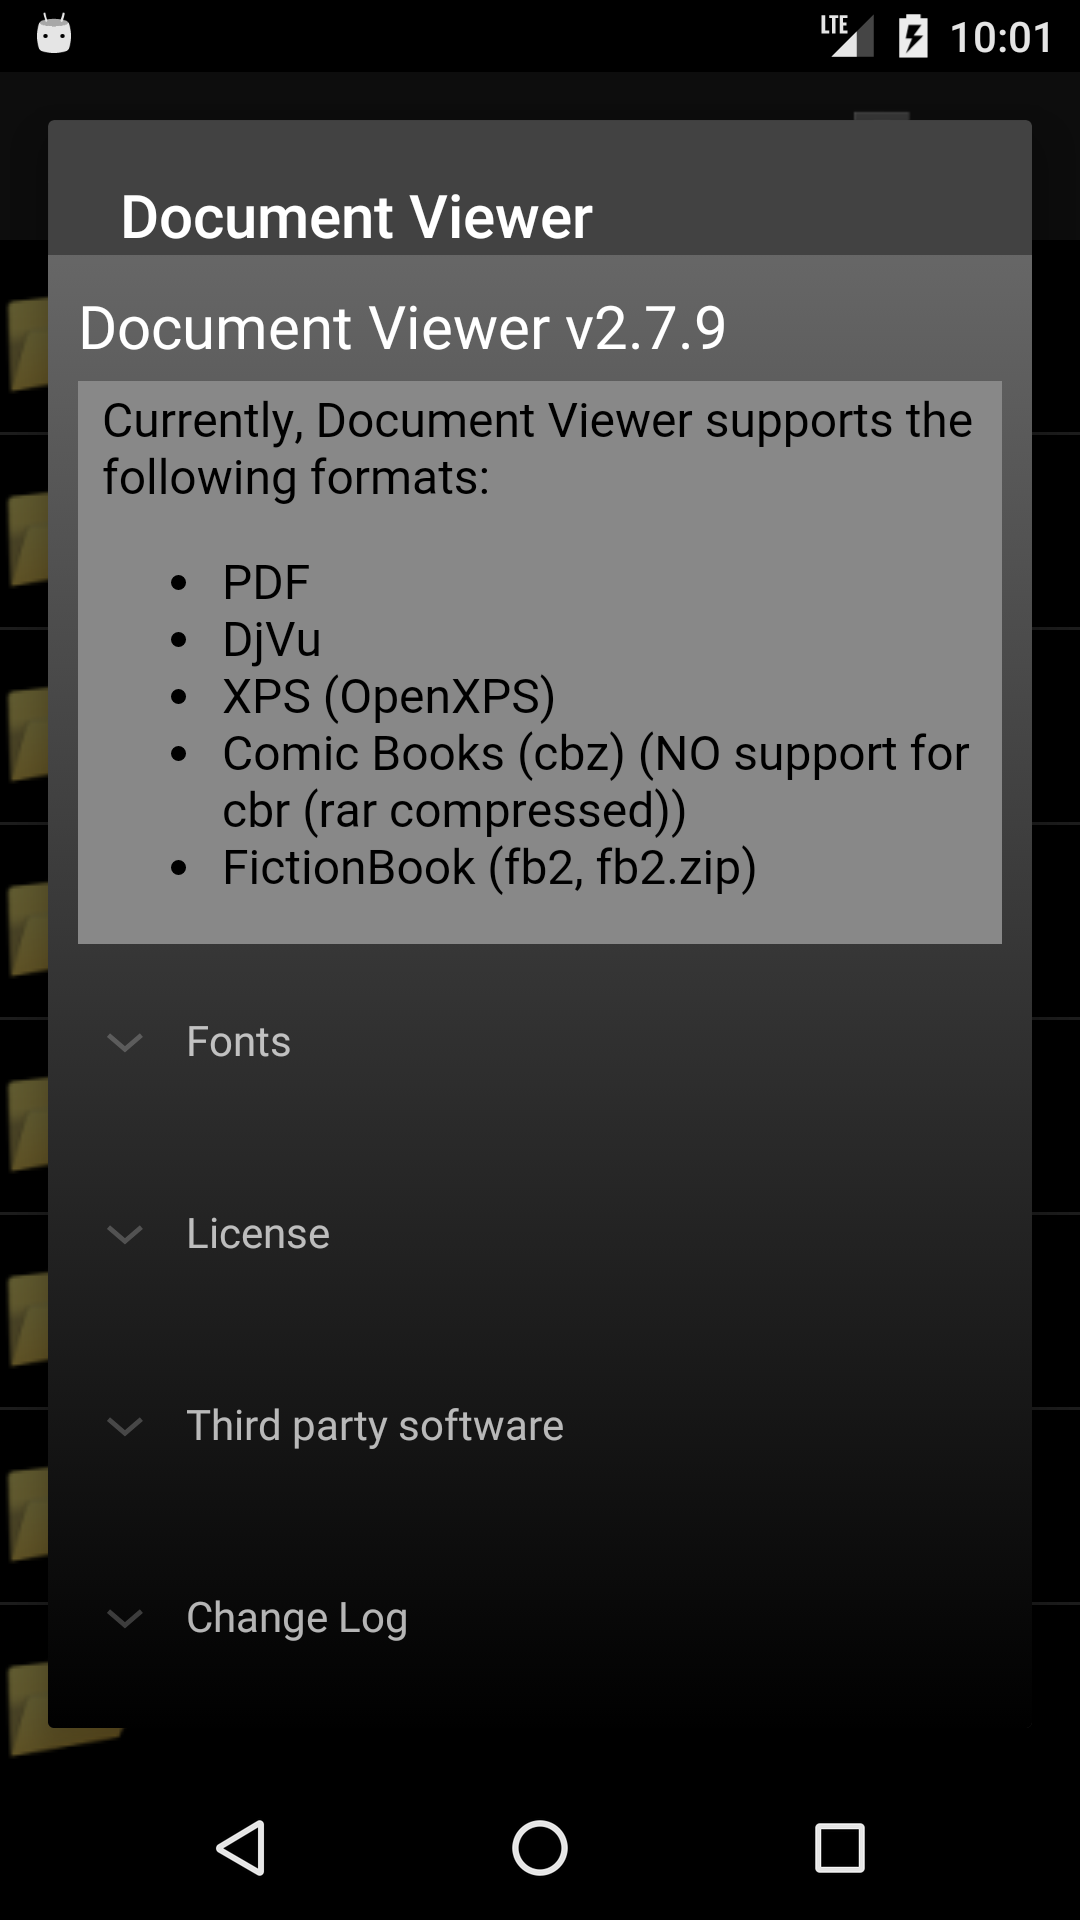 LTE 10:01
Document Viewer
Document Viewer v2.7.9
Currently, Document Viewer supports the
following formats:
• PDF
• DjVu
• XPS (OpenXPS)
• Comic Books (cbz) (NO support for
cbr (rar compressed))
• FictionBook (fb2, fb2.zip)
Fonts
License
Third party software
Change Log